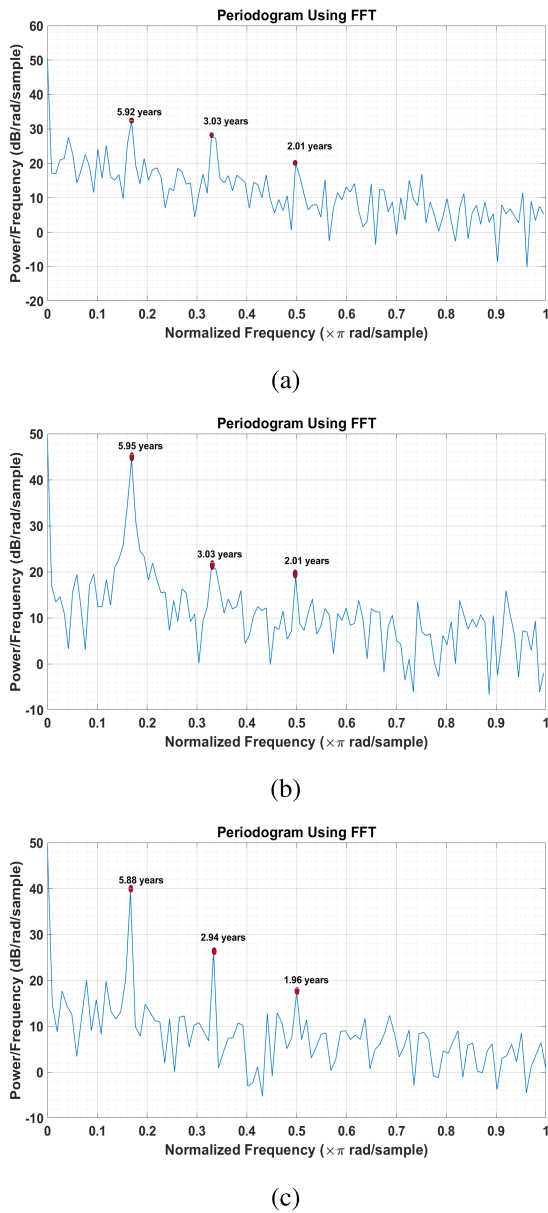 Periodogram Using FFT
Power/Frequency (dB/rad/sample)
60
50
40
30
20
10
0
-10
-20
5.92 years
3.03 years
2.01 years
0 0.1 0.2 0.3 0.4 0.5 0.6 0.7 0.8 0.9 1
Normalized Frequency (×π rad/sample)
(a)
Periodogram Using FFT
Power/Frequency (dB/rad/sample)
50
40
30
20
10
0
-10
5.95 years
3.03 years
2.01 years
0 0.1 0.2 0.3 0.4 0.5 0.6 0.7 0.8 0.9 1
Normalized Frequency (×π rad/sample)
(b)
Periodogram Using FFT
Power/Frequency (dB/rad/sample)
50
40
30
20
10
0
-10
5.88 years
2.94 years
1.96 years
0 0.1 0.2 0.3 0.4 0.5 0.6 0.7 0.8 0.9 1
Normalized Frequency (×π rad/sample)
(c)